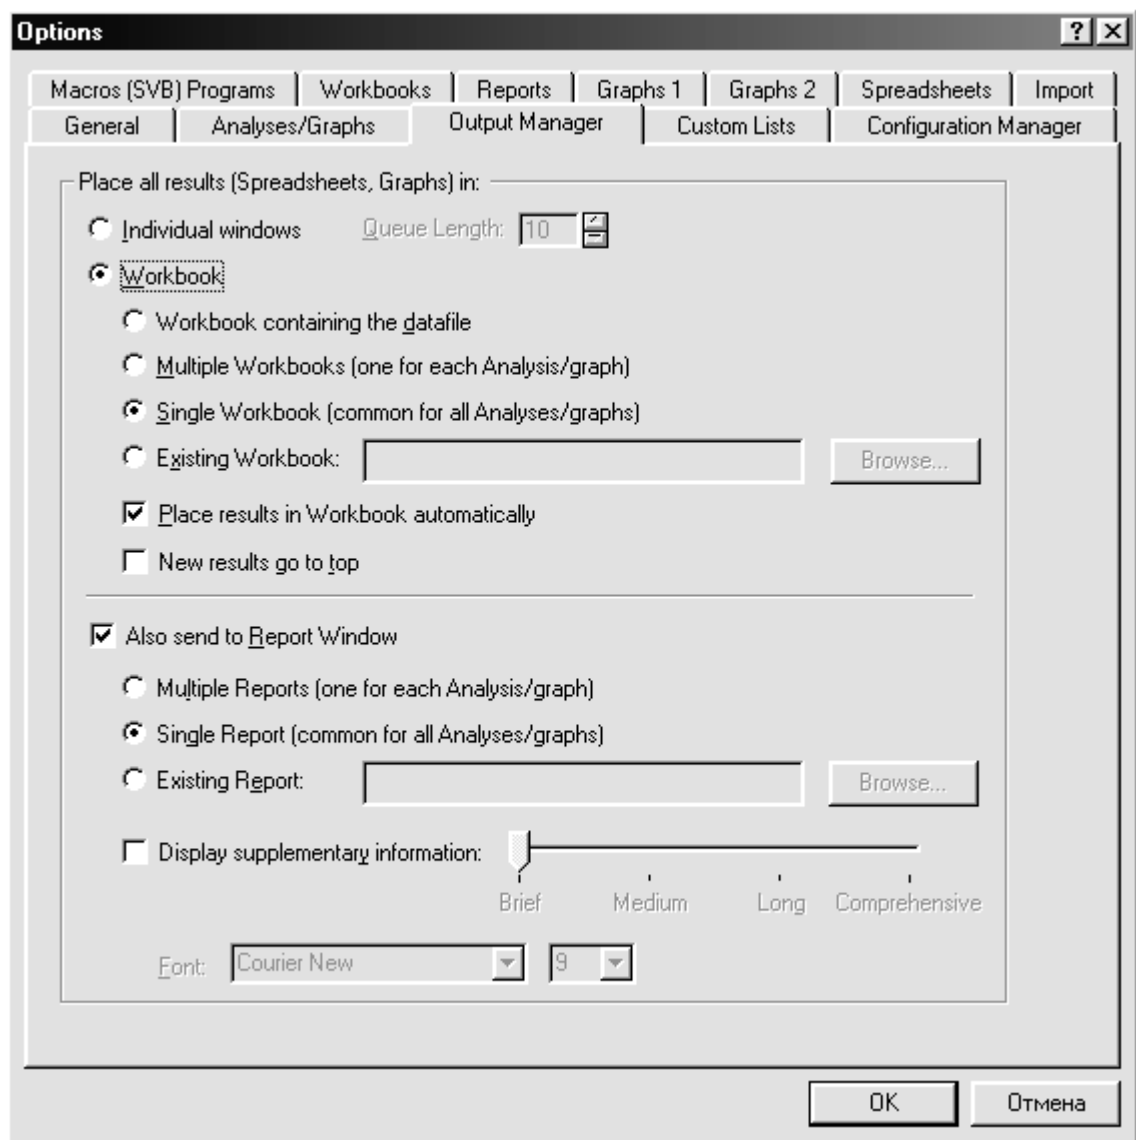 Options
Macros (SVB) Programs Workbooks Reports Graphs 1 Graphs 2 Spreadsheets Import
General Analyses/Graphs Output Manager Custom Lists Configuration Manager
Place all results (Spreadsheets, Graphs) in:
Individual windows Queue Length: 10
Workbook
Workbook containing the datafile
Multiple Workbooks (one for each Analysis/graph)
Single Workbook (common for all Analyses/graphs)
Existing Workbook: Browse...
Place results in Workbook automatically
New results go to top
Also send to Report Window
Multiple Reports (one for each Analysis/graph)
Single Report (common for all Analyses/graphs)
Existing Report: Browse...
Display supplementary information:
Brief Medium Long Comprehensive
Font: Courier New 9
OK Отмена